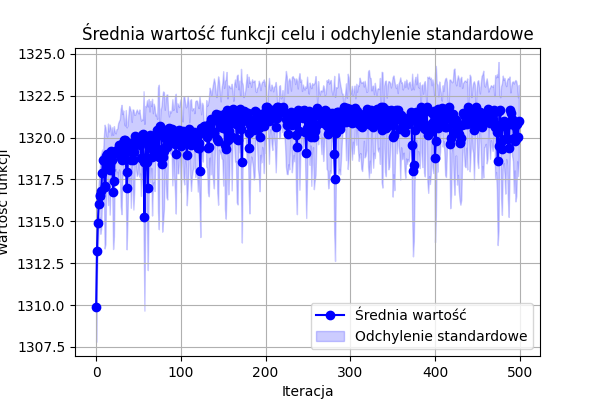 Średnia wartość funkcji celu i odchylenie standardowe
1325.0
1322.5
1320.0
1317.5
1315.0
1312.5
1310.0
1307.5
Wartość funkcji
0
100
200
300
400
500
Iteracja
Średnia wartość
Odchylenie standardowe